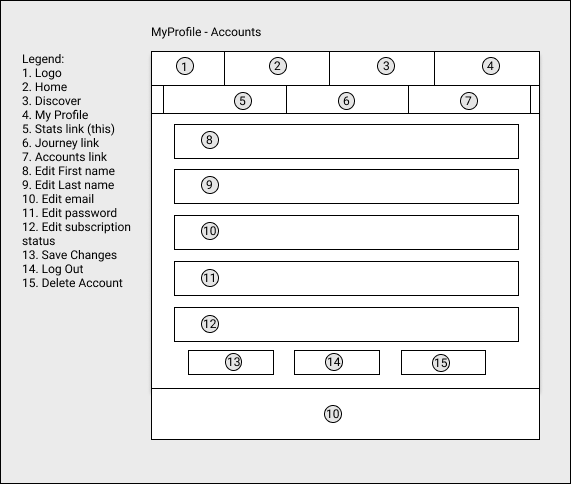 MyProfile - Accounts
Legend:
1. Logo
2. Home
3. Discover
4. My Profile
5. Stats link (this)
6. Journey link
7. Accounts link
8. Edit First name
9. Edit Last name
10. Edit email
11. Edit password
12. Edit subscription
status
13. Save Changes
14. Log Out
15. Delete Account
1 2 3 4
5 6 7
8
9
10
11
12
13 14 15
10